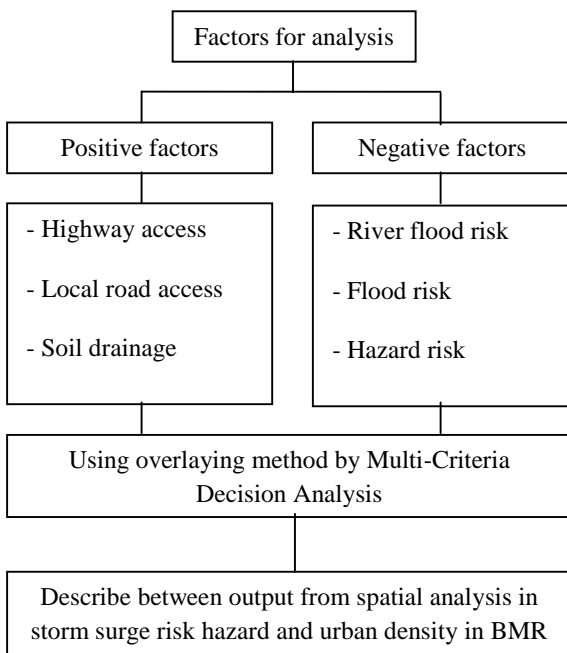 Factors for analysis
Positive factors
Negative factors
- Highway access
- Local road access
- Soil drainage
- River flood risk
- Flood risk
- Hazard risk
Using overlaying method by Multi-Criteria
Decision Analysis
Describe between output from spatial analysis in
storm surge risk hazard and urban density in BMR